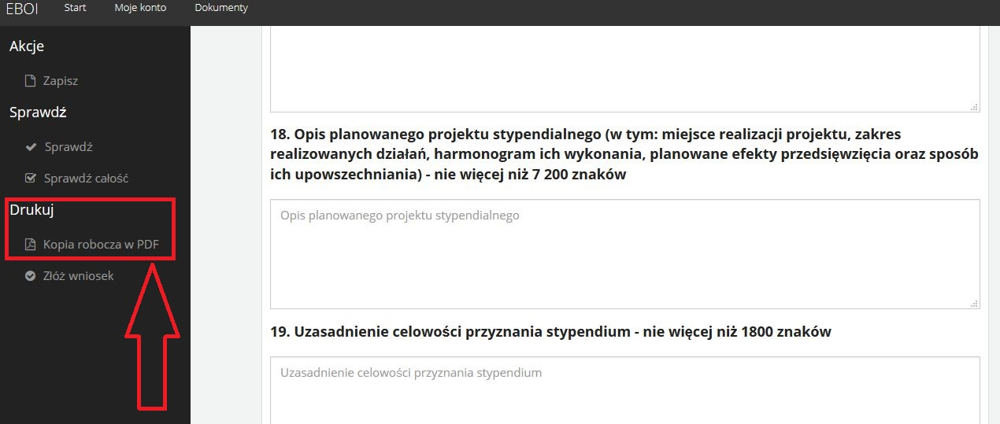 EBOI Start Moje konto Dokumenty
Akcje
Zapisz
Sprawdź
Sprawdź
Sprawdź całość
Drukuj
Kopia robocza w PDF
Złóż wniosek
18. Opis planowanego projektu stypendialnego (w tym: miejsce realizacji projektu, zakres
realizowanych działań, harmonogram ich wykonania, planowane efekty przedsięwzięcia oraz sposób
ich upowszechniania) - nie więcej niż 7 200 znaków
Opis planowanego projektu stypendialnego
19. Uzasadnienie celowości przyznania stypendium - nie więcej niż 1800 znaków
Uzasadnienie celowości przyznania stypendium